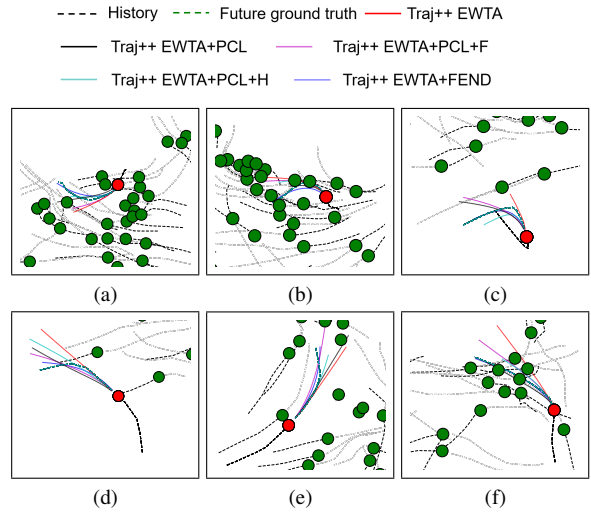 History Future ground truth Traj++ EWTA
Traj++ EWTA+PCL Traj++ EWTA+PCL+F
Traj++ EWTA+PCL+H Traj++ EWTA+FEND
(a) (b) (c)
(d) (e) (f)